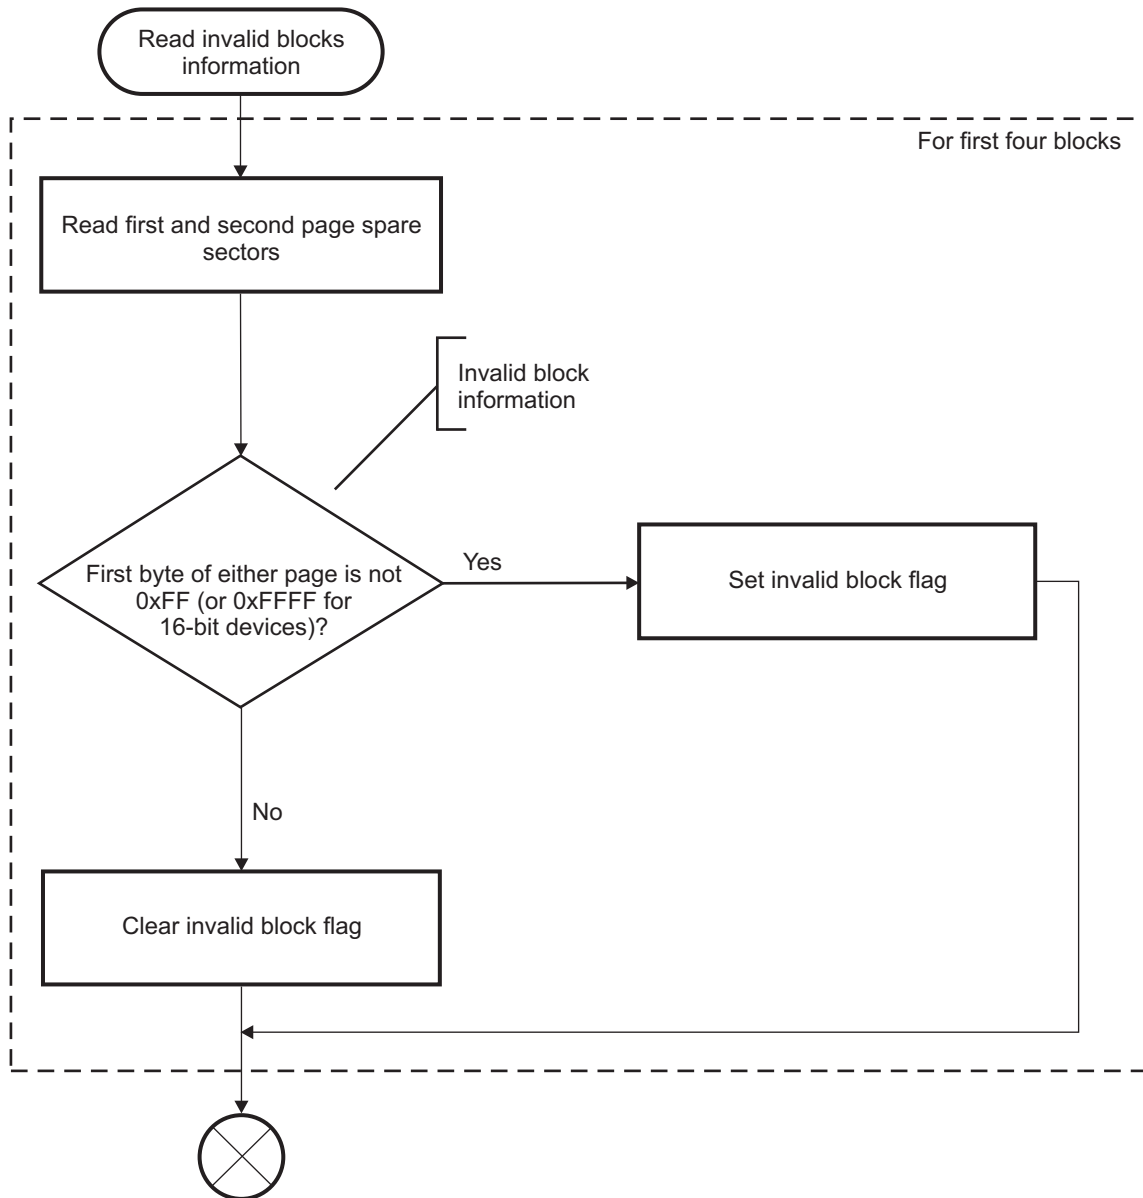 Read invalid blocks
information
For first four blocks
Read first and second page spare
sectors
Invalid block
information
First byte of either page is not
0xFF (or 0xFFFF for
16-bit devices)?
Yes
Set invalid block flag
No
Clear invalid block flag